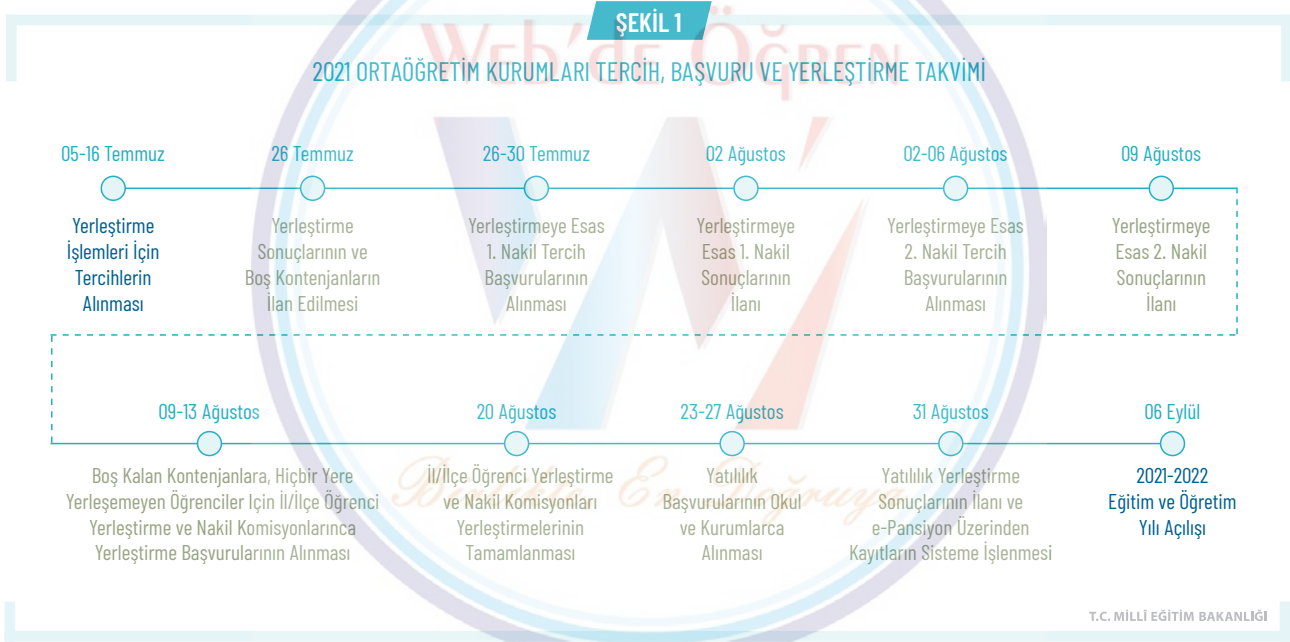 ŞEKİL 1
Web'de Öğren
2021 ORTAÖĞRETİM KURUMLARI TERCİH, BAŞVURU VE YERLEŞTİRME TAKVİMİ
05-16 Temmuz
Yerleştirme
İşlemleri İçin
Tercihlerin
Alınması
26 Temmuz
Yerleştirme
Sonuçlarının ve
Boş Kontenjanların
İlan Edilmesi
26-30 Temmuz
Yerleştirmeye Esas
1. Nakil Tercih
Başvurularının
Alınması
02 Ağustos
Yerleştirmeye
Esas 1. Nakil
Sonuçlarının
İlanı
02-06 Ağustos
Yerleştirmeye Esas
2. Nakil Tercih
Başvurularının
Alınması
09 Ağustos
Yerleştirmeye
Esas 2. Nakil
Sonuçlarının
İlanı
09-13 Ağustos
Boş Kalan Kontenjanlara, Hiçbir Yere
Yerleşemeyen Öğrenciler İçin İl/İlçe Öğrenci
Yerleştirme ve Nakil Komisyonlarınca
Yerleştirme Başvurularının Alınması
20 Ağustos
İl/İlçe Öğrenci Yerleştirme
ve Nakil Komisyonları
Yerleştirmelerinin
Tamamlanması
23-27 Ağustos
Yatılılık
Başvurularının Okul
ve Kurumlarca
Alınması
31 Ağustos
Yatılılık Yerleştirme
Sonuçlarının İlanı ve
e-Pansiyon Üzerinden
Kayıtların Sisteme İşlenmesi
06 Eylül
2021-2022
Eğitim ve Öğretim
Yılı Açılışı
En Doğruya
T.C. MİLLÎ EĞİTİM BAKANLIĞI